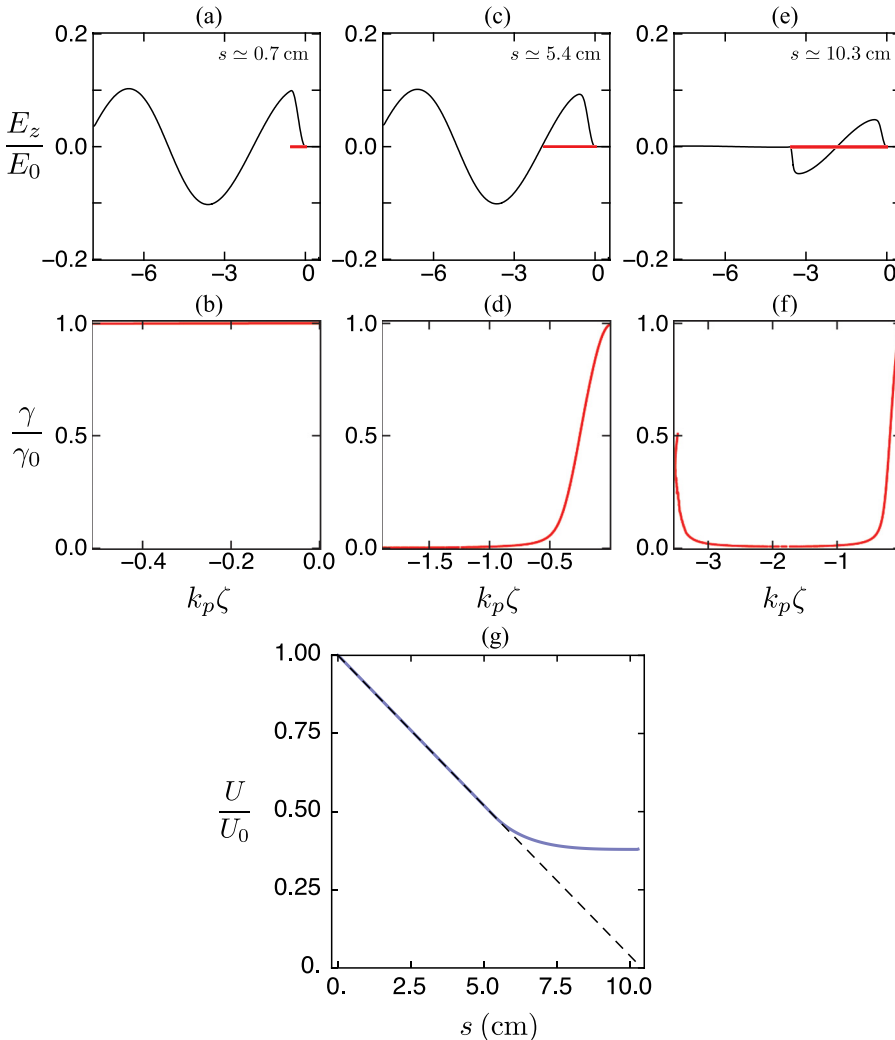 (a) (c) (e)
s ≃ 0.7 cm s ≃ 5.4 cm s ≃ 10.3 cm
E_z/E_0
0.2 0.2 0.2
0.0 0.0 0.0
−0.2 −0.2 −0.2
−6 −3 0 −6 −3 0 −6 −3 0
(b) (d) (f)
γ/γ_0
1.0 1.0 1.0
0.5 0.5 0.5
0.0 0.0 0.0
−0.4 −0.2 0.0 −1.5 −1.0 −0.5 −3 −2 −1
k_pζ k_pζ k_pζ
(g)
U/U_0
1.00
0.75
0.50
0.25
0.
0. 2.5 5.0 7.5 10.0
s (cm)